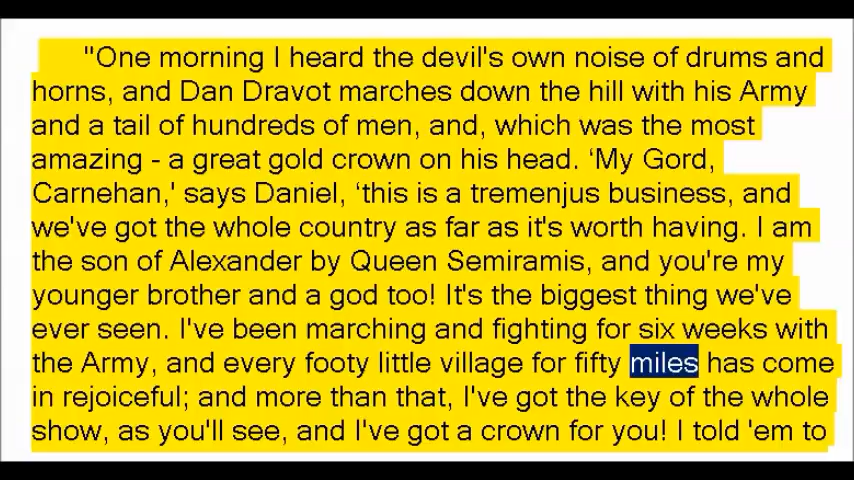 "One morning I heard the devil's own noise of drums and
horns, and Dan Dravot marches down the hill with his Army
and a tail of hundreds of men, and, which was the most
amazing - a great gold crown on his head. ‘My Gord,
Carnehan,' says Daniel, ‘this is a tremenjus business, and
we've got the whole country as far as it's worth having. I am
the son of Alexander by Queen Semiramis, and you're my
younger brother and a god too! It's the biggest thing we've
ever seen. I've been marching and fighting for six weeks with
the Army, and every footy little village for fifty miles has come
in rejoiceful; and more than that, I've got the key of the whole
show, as you'll see, and I've got a crown for you! I told 'em to